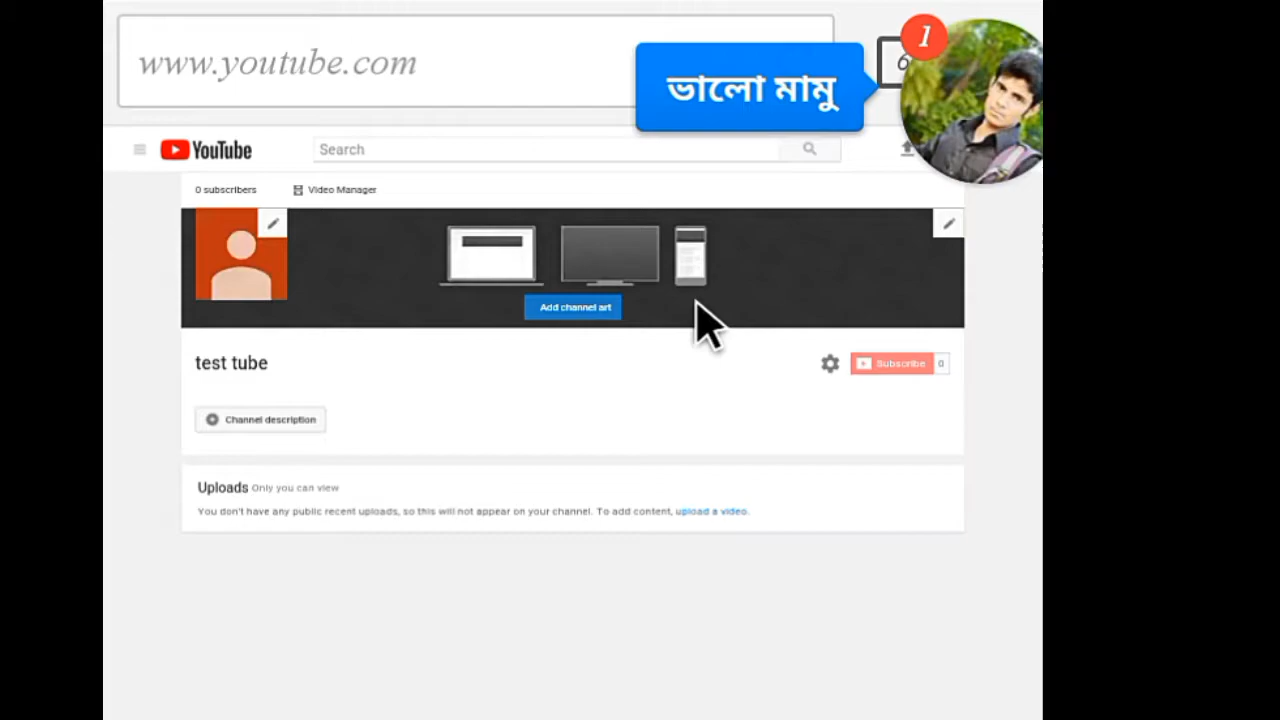 www.youtube.com
ভালো মামু
1
6
YouTube
Search
0 subscribers
Video Manager
Add channel art
test tube
Subscribe
0
Channel description
Uploads Only you can view
You don't have any public recent uploads, so this will not appear on your channel. To add content, upload a video.